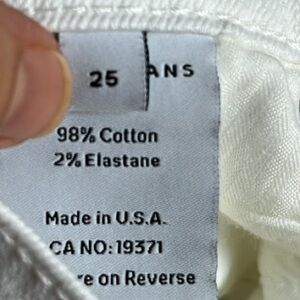 25 ANS
98% Cotton
2% Elastane
Made in U.S.A.
CA NO: 19371
re on Reverse